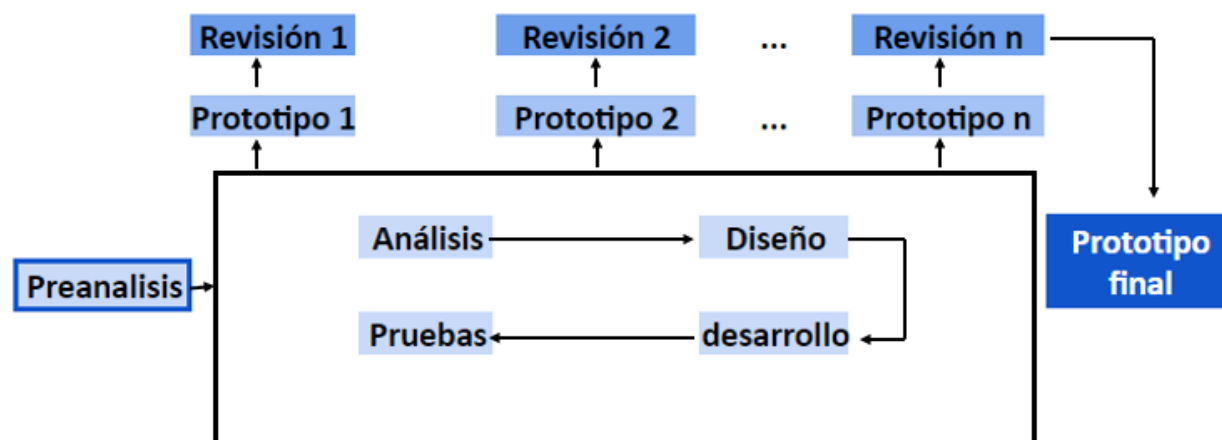 Revisión 1
Revisión 2
...
Revisión n
Prototipo 1
Prototipo 2
...
Prototipo n
Análisis
Diseño
Prototipo
final
Preanalisis
Pruebas
desarrollo